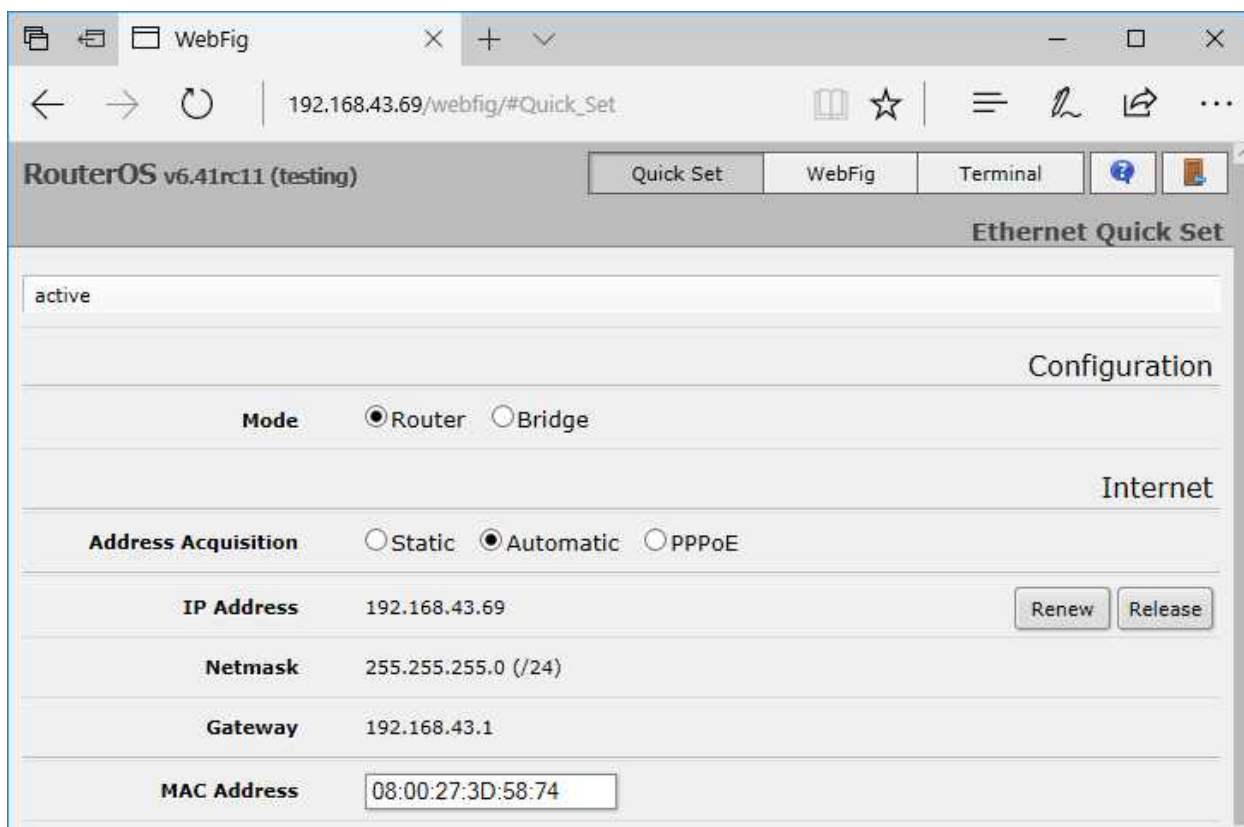 WebFig
192.168.43.69/webfig/#Quick_Set
RouterOS v6.41rc11 (testing)
Quick Set WebFig Terminal
Ethernet Quick Set
active
Configuration
Mode Router Bridge
Internet
Address Acquisition Static Automatic PPPoE
IP Address 192.168.43.69 Renew Release
Netmask 255.255.255.0 (/24)
Gateway 192.168.43.1
MAC Address 08:00:27:3D:58:74